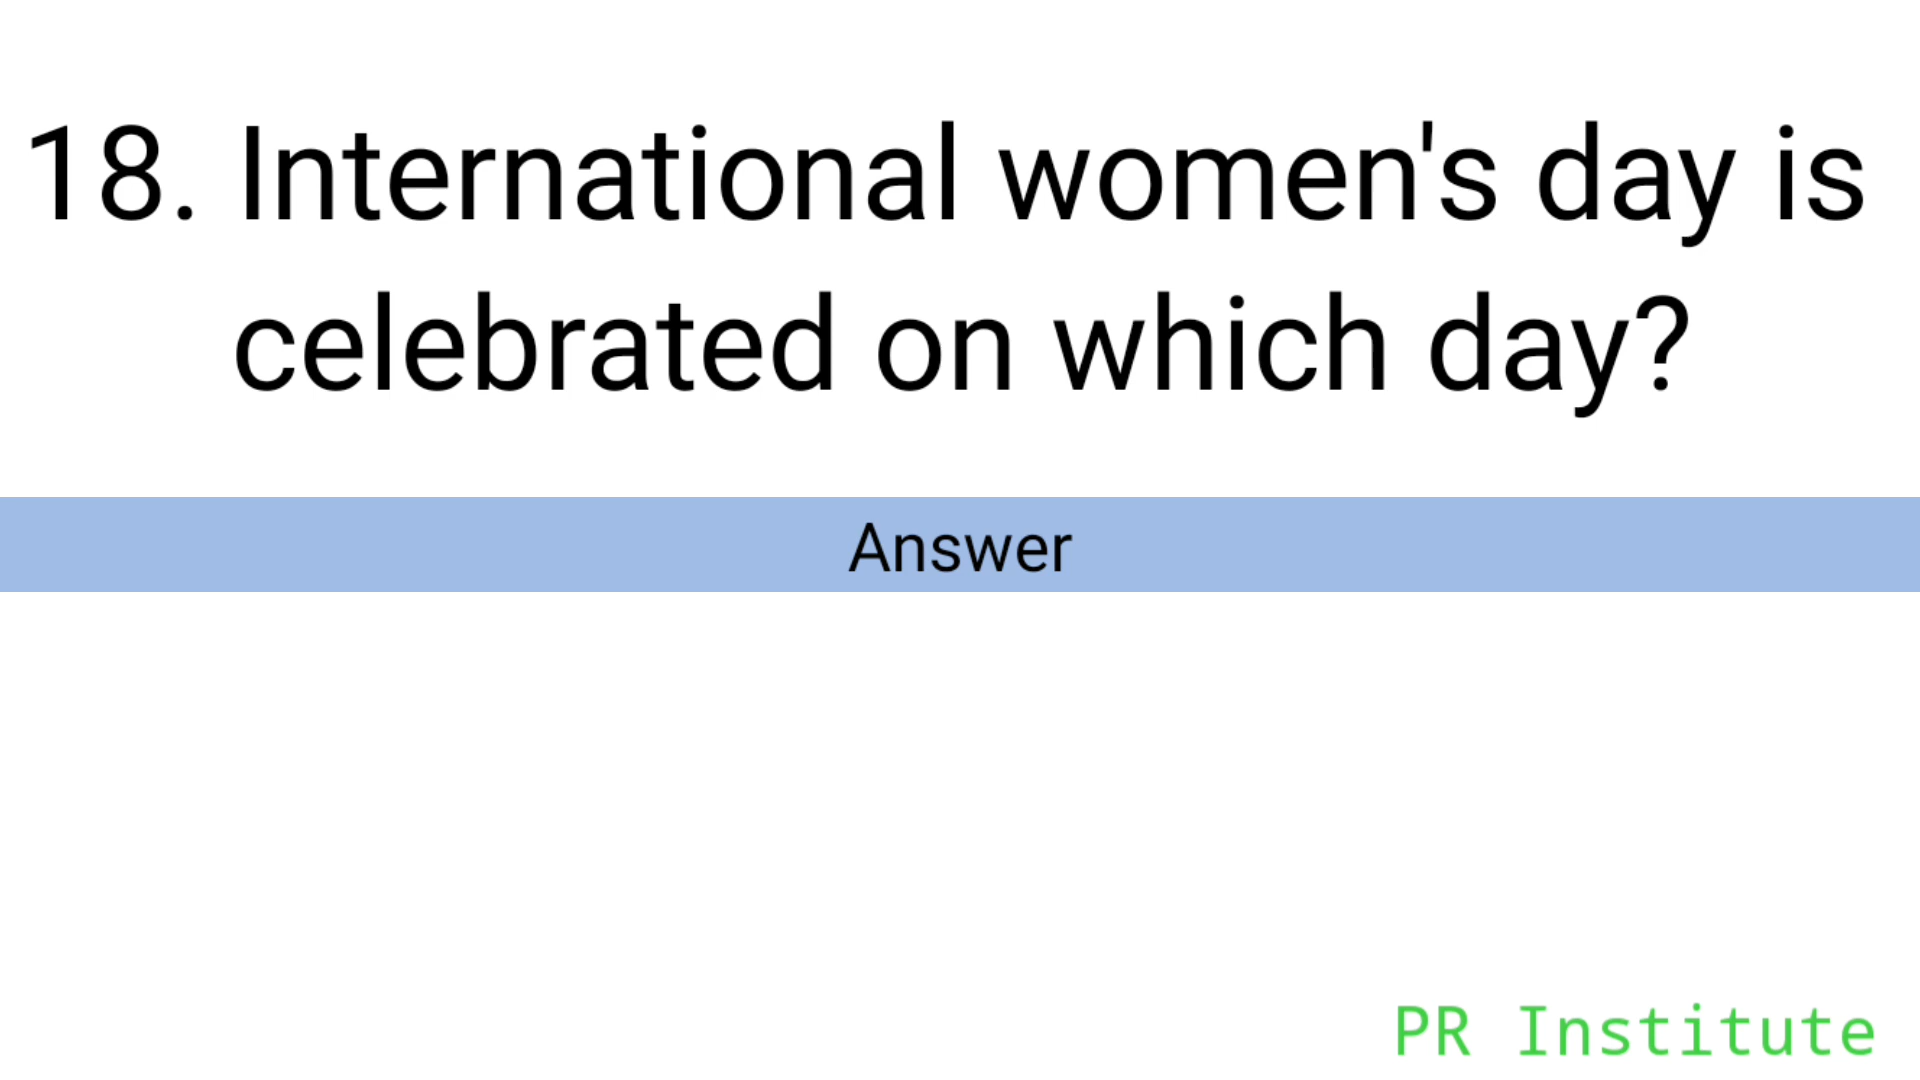 18. International women's day is
celebrated on which day?
Answer
PR Institute